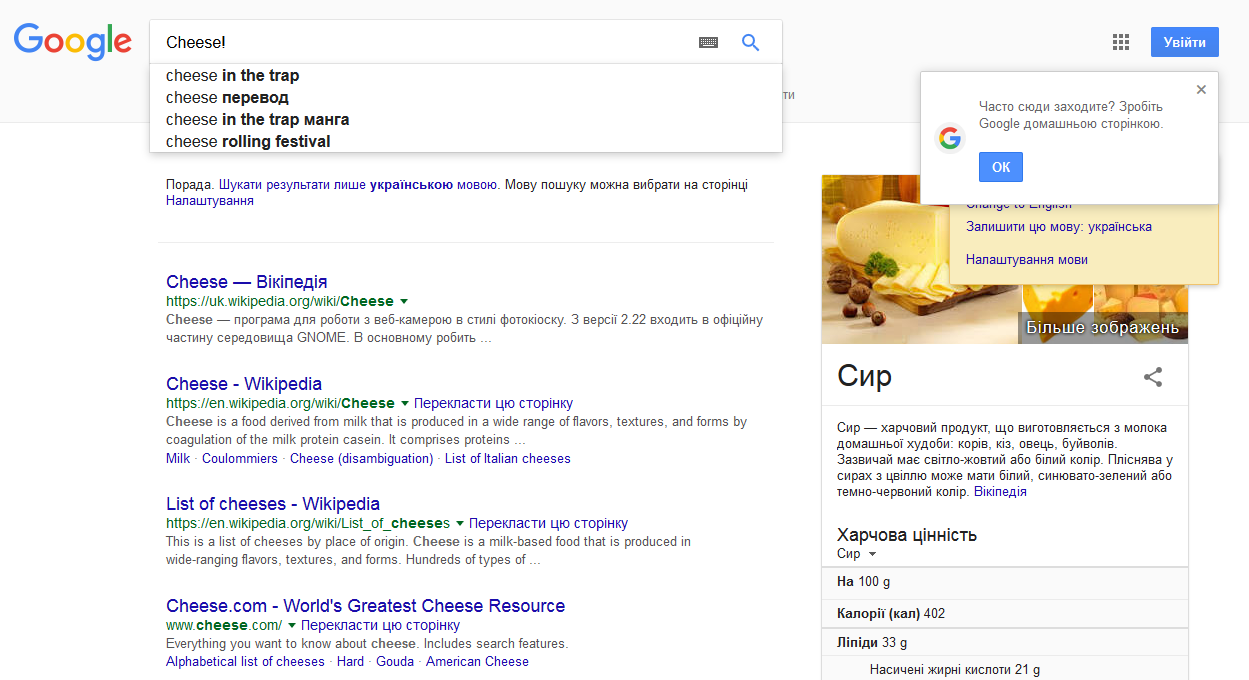 Google
Cheese!
Увійти
cheese in the trap
cheese перевод
cheese in the trap манга
cheese rolling festival
ти
Часто сюди заходите? Зробіть
Google домашньою сторінкою.
ОК
Порада. Шукати результати лише українською мовою. Мову пошуку можна вибрати на сторінці
Налаштування
Change to English
Залишити цю мову: українська
Налаштування мови
Cheese — Вікіпедія
https://uk.wikipedia.org/wiki/Cheese
Cheese — програма для роботи з веб-камерою в стилі фотокіоску. З версії 2.22 входить в офіційну
частину середовища GNOME. В основному робить ...
Cheese - Wikipedia
https://en.wikipedia.org/wiki/Cheese Перекласти цю сторінку
Cheese is a food derived from milk that is produced in a wide range of flavors, textures, and forms by
coagulation of the milk protein casein. It comprises proteins ...
Milk · Coulommiers · Cheese (disambiguation) · List of Italian cheeses
List of cheeses - Wikipedia
https://en.wikipedia.org/wiki/List_of_cheeses Перекласти цю сторінку
This is a list of cheeses by place of origin. Cheese is a milk-based food that is produced in
wide-ranging flavors, textures, and forms. Hundreds of types of ...
Cheese.com - World's Greatest Cheese Resource
www.cheese.com/ Перекласти цю сторінку
Everything you want to know about cheese. Includes search features.
Alphabetical list of cheeses · Hard · Gouda · American Cheese
Більше зображень
Сир
Сир — харчовий продукт, що виготовляється з молока
домашньої худоби: корів, кіз, овець, буйволів.
Зазвичай має світло-жовтий або білий колір. Пліснява у
сирах з цвіллю може мати білий, синювато-зелений або
темно-червоний колір. Вікіпедія
Харчова цінність
Сир
На 100 g
Калорії (кал) 402
Ліпіди 33 g
Насичені жирні кислоти 21 g